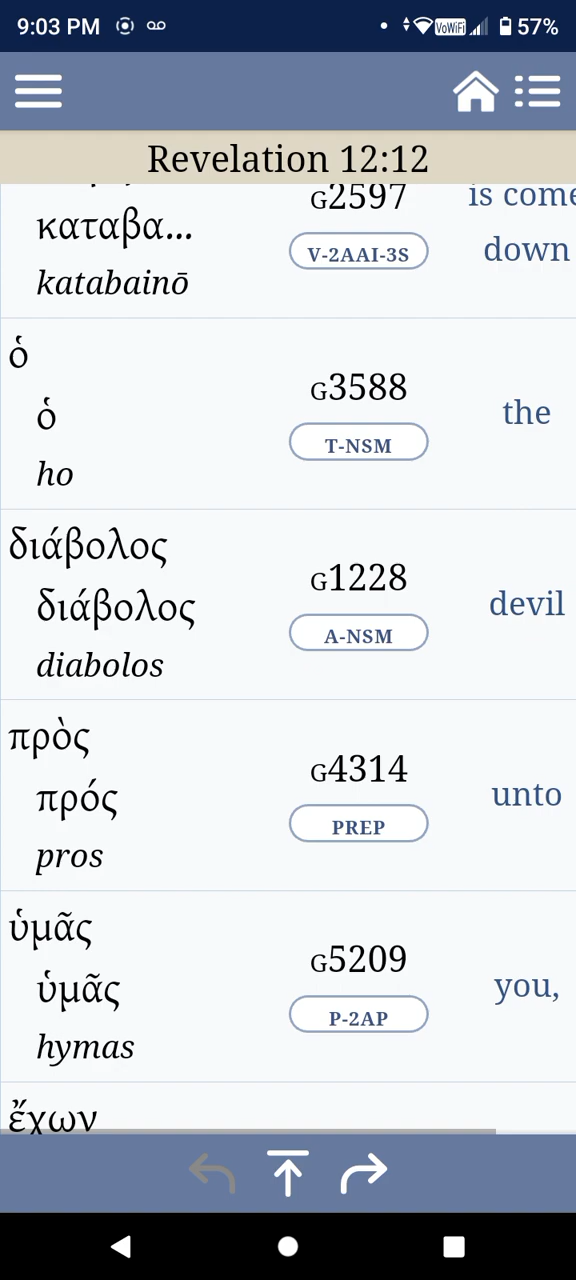 9:03 PM VoWiFi 57%
Revelation 12:12
G2597 is come
καταβα... V-2AAI-3S down
katabainō
ὁ
ὁ G3588 the
ho T-NSM
διάβολος
διάβολος G1228 devil
diabolos A-NSM
πρὸς
πρός G4314 unto
pros PREP
ὑμᾶς
ὑμᾶς G5209 you,
hymas P-2AP
ἔχων